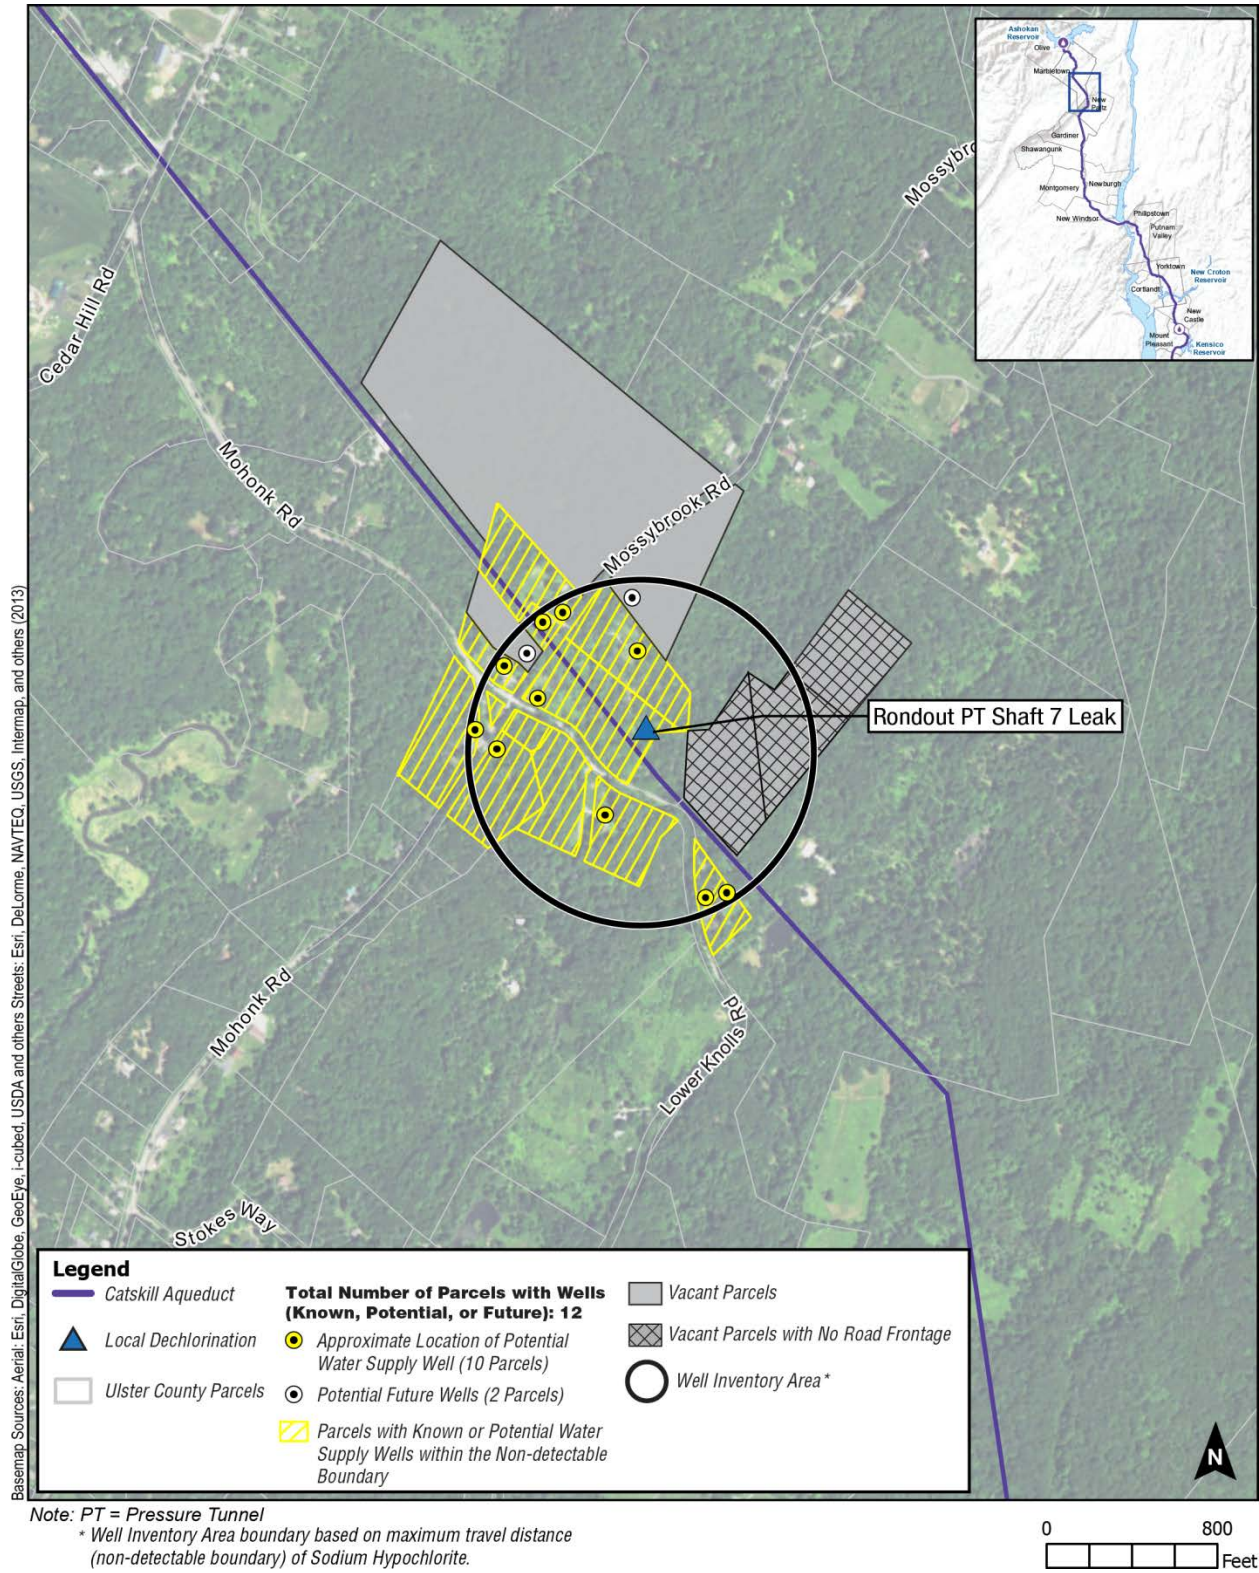 Ashokan
Reservoir
Olive
Marbletown
New
Paltz
Gardiner
Shawangunk
Montgomery
Newburgh
New Windsor
Philipstown
Putnam
Valley
Yorktown
New Croton
Reservoir
Cortlandt
New
Castle
Mount
Pleasant
Kensico
Reservoir
Mossybro
Cedar Hill Rd
Mohonk Rd
Mossybrook Rd
Rondout PT Shaft 7 Leak
Mohonk Rd
Lower Knolls Rd
Stokes Way
Basemap Sources: Aerial: Esri, DigitalGlobe, GeoEye, i-cubed, USDA and others Streets: Esri, DeLorme, NAVTEQ, USGS, Intermap, and others (2013)
Legend
Catskill Aqueduct
Local Dechlorination
Ulster County Parcels
Total Number of Parcels with Wells
(Known, Potential, or Future): 12
Approximate Location of Potential
Water Supply Well (10 Parcels)
Potential Future Wells (2 Parcels)
Parcels with Known or Potential Water
Supply Wells within the Non-detectable
Boundary
Vacant Parcels
Vacant Parcels with No Road Frontage
Well Inventory Area*
N
Note: PT = Pressure Tunnel
* Well Inventory Area boundary based on maximum travel distance
(non-detectable boundary) of Sodium Hypochlorite.
0 800
Feet